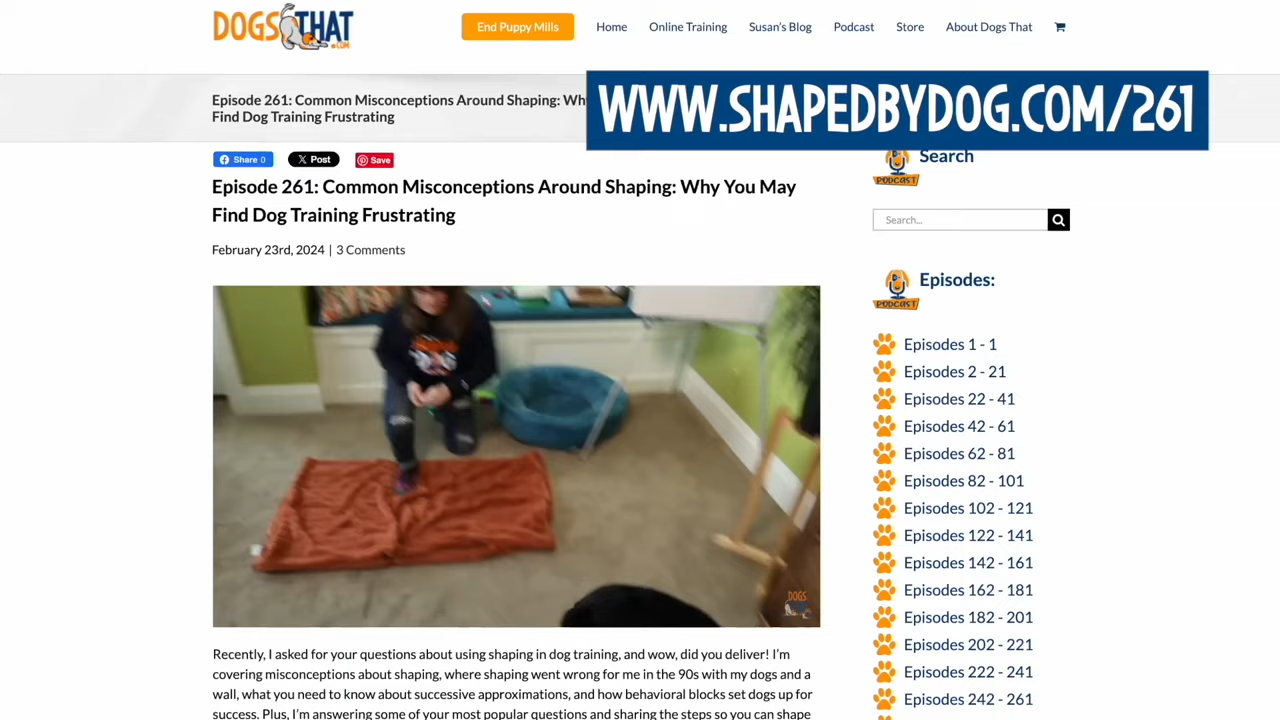 DOGSTHAT
.COM
End Puppy Mills
Home
Online Training
Susan's Blog
Podcast
Store
About Dogs That
Episode 261: Common Misconceptions Around Shaping: Wh
Find Dog Training Frustrating
WWW.SHAPEDBYDOG.COM/261
Share 0
Post
Save
Episode 261: Common Misconceptions Around Shaping: Why You May
Find Dog Training Frustrating
February 23rd, 2024 | 3 Comments
DOGS
Recently, I asked for your questions about using shaping in dog training, and wow, did you deliver! I'm
covering misconceptions about shaping, where shaping went wrong for me in the 90s with my dogs and a
wall, what you need to know about successive approximations, and how behavioral blocks set dogs up for
success. Plus, I'm answering some of your most popular questions and sharing the steps so you can shape
PODCAST
Search
Search...
PODCAST
Episodes:
Episodes 1 - 1
Episodes 2 - 21
Episodes 22 - 41
Episodes 42 - 61
Episodes 62 - 81
Episodes 82 - 101
Episodes 102 - 121
Episodes 122 - 141
Episodes 142 - 161
Episodes 162 - 181
Episodes 182 - 201
Episodes 202 - 221
Episodes 222 - 241
Episodes 242 - 261